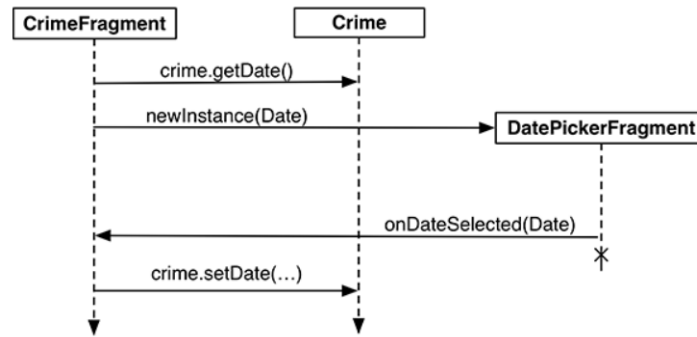 CrimeFragment
Crime
crime.getDate()
newInstance(Date)
DatePickerFragment
onDateSelected(Date)
crime.setDate(…)